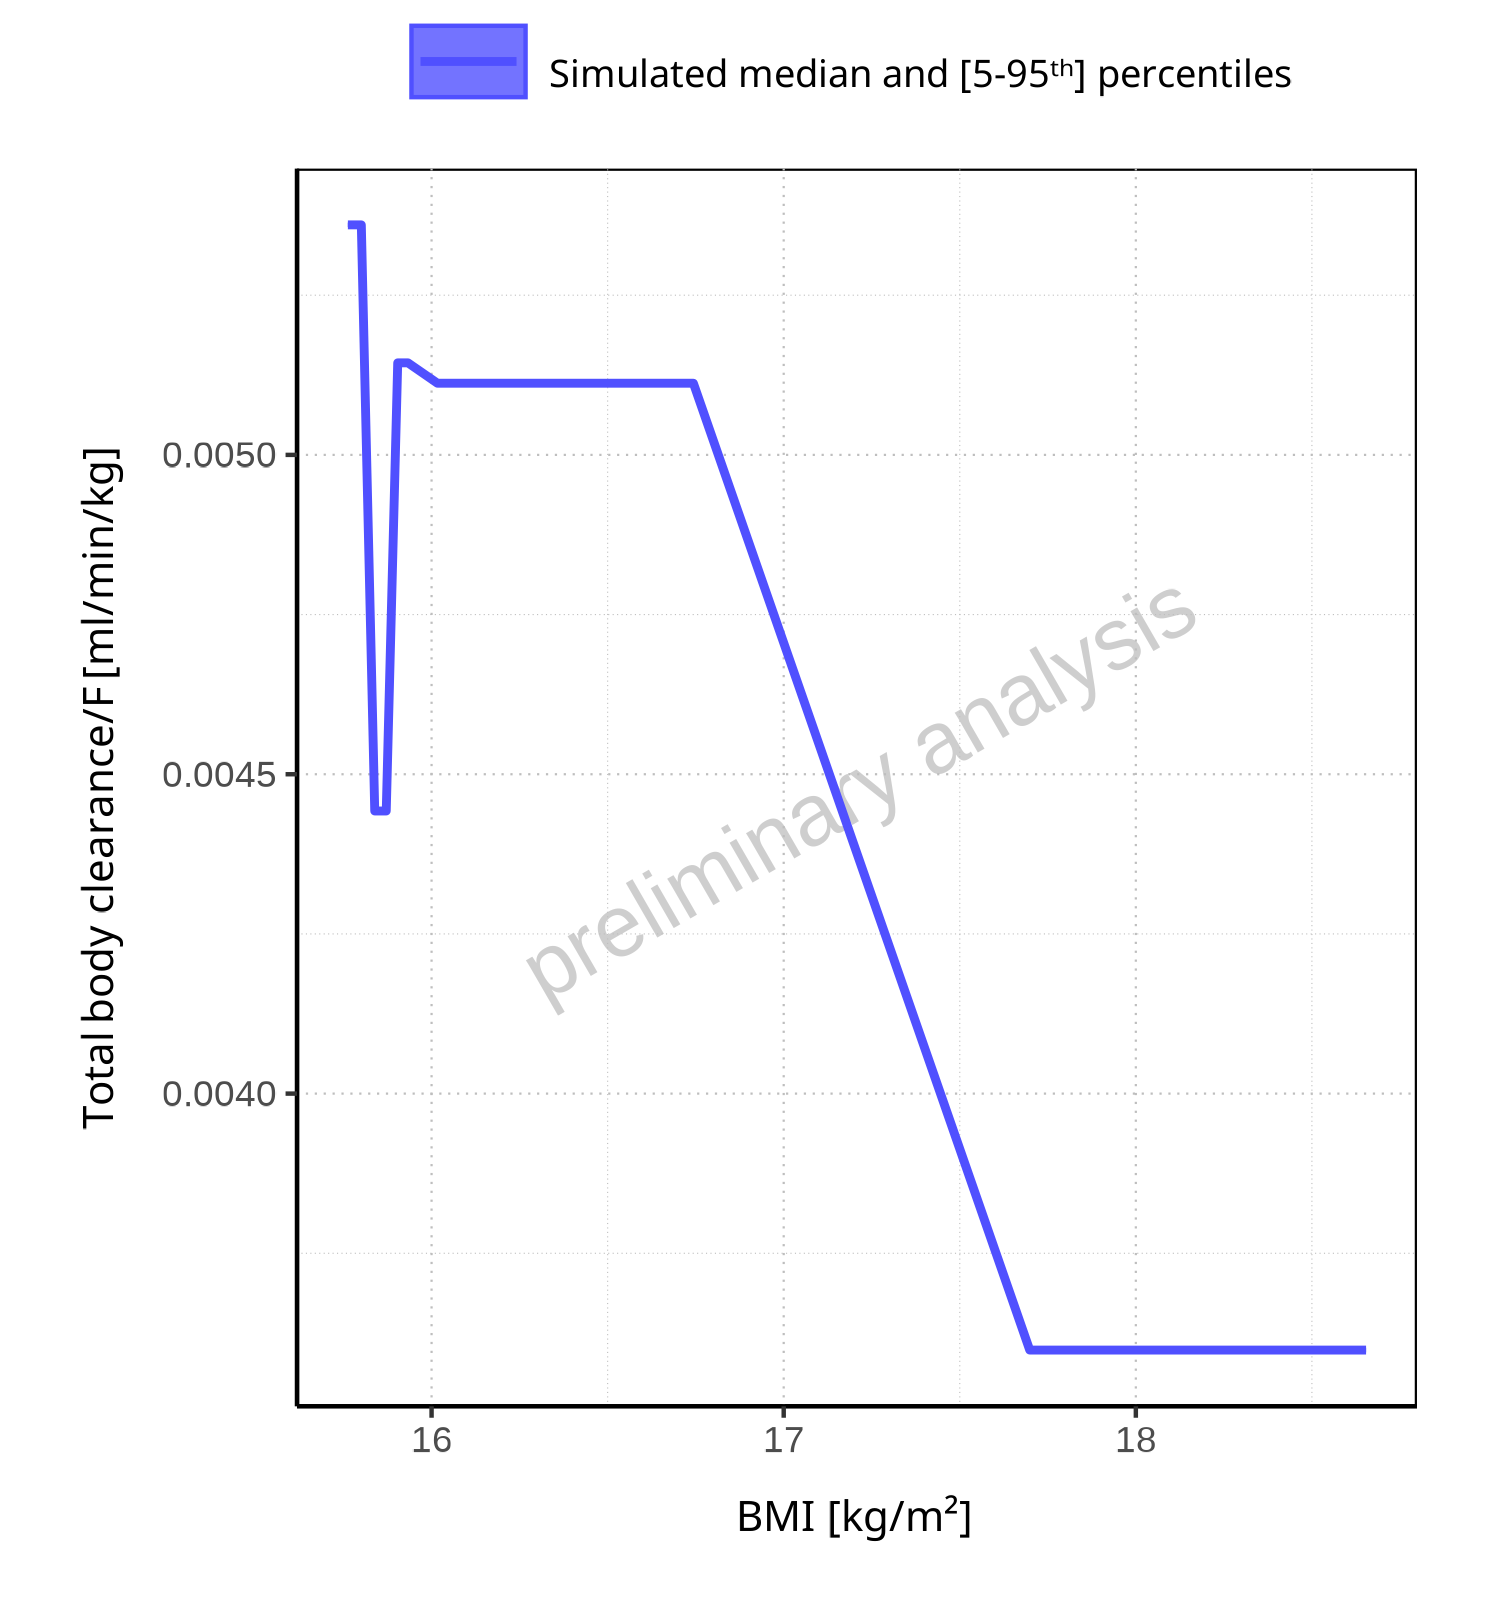 Simulated median and [5-95ᵗʰ] percentiles
Total body clearance/F [ml/min/kg]
0.0050
0.0045
0.0040
preliminary analysis
16 17 18
BMI [kg/m²]